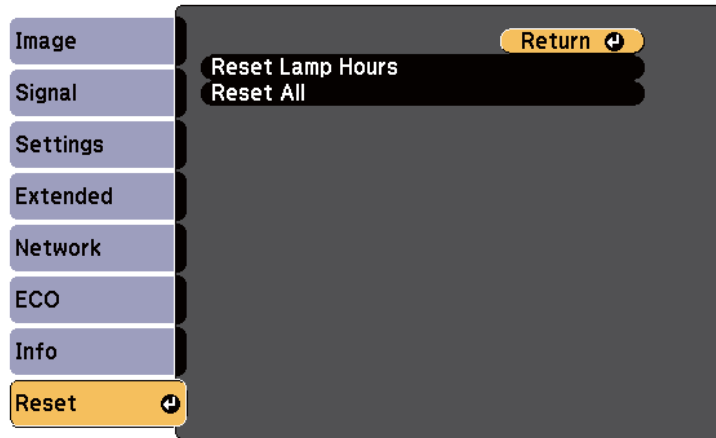 Image
Signal
Settings
Extended
Network
ECO
Info
Reset
Return
Reset Lamp Hours
Reset All